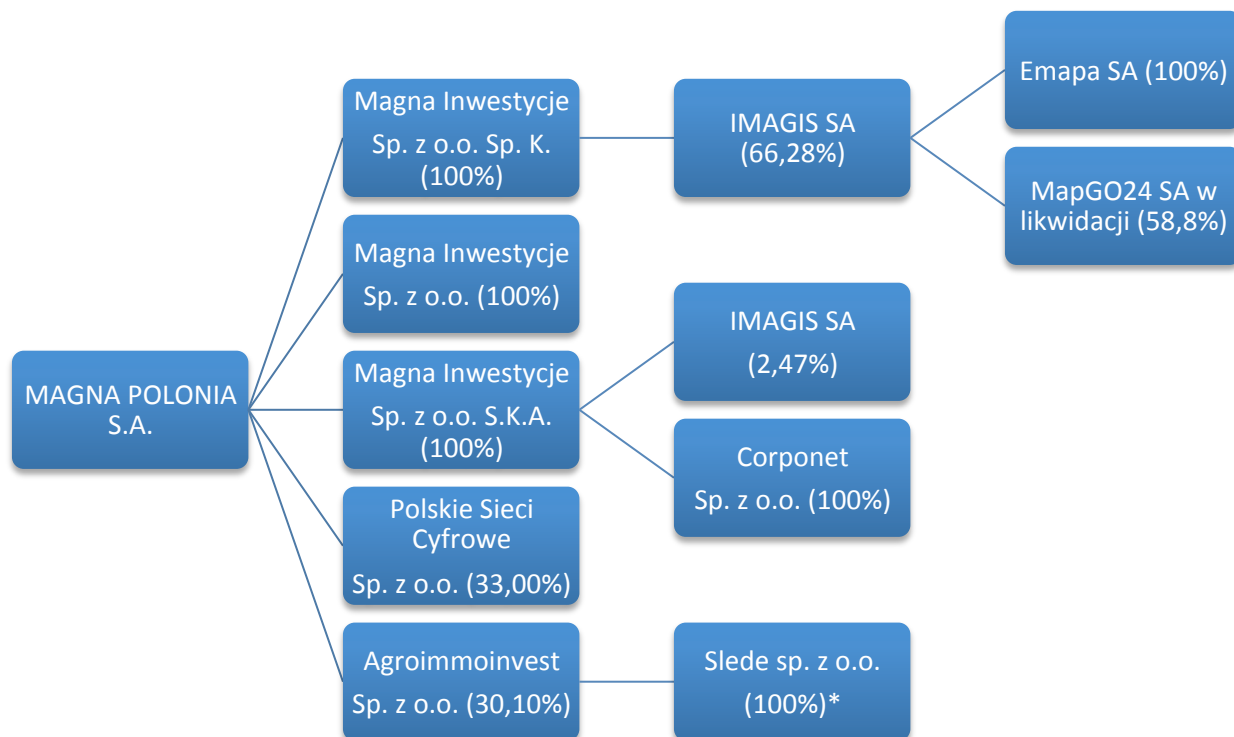 MAGNA POLONIA
S.A.
Magna Inwestycje
Sp. z o.o. Sp. K.
(100%)
Magna Inwestycje
Sp. z o.o. (100%)
Magna Inwestycje
Sp. z o.o. S.K.A.
(100%)
Polskie Sieci
Cyfrowe
Sp. z o.o. (33,00%)
Agroimmoinvest
Sp. z o.o. (30,10%)
IMAGIS SA
(66,28%)
IMAGIS SA
(2,47%)
Corponet
Sp. z o.o. (100%)
Slede sp. z o.o.
(100%)*
Emapa SA (100%)
MapGO24 SA w
likwidacji (58,8%)